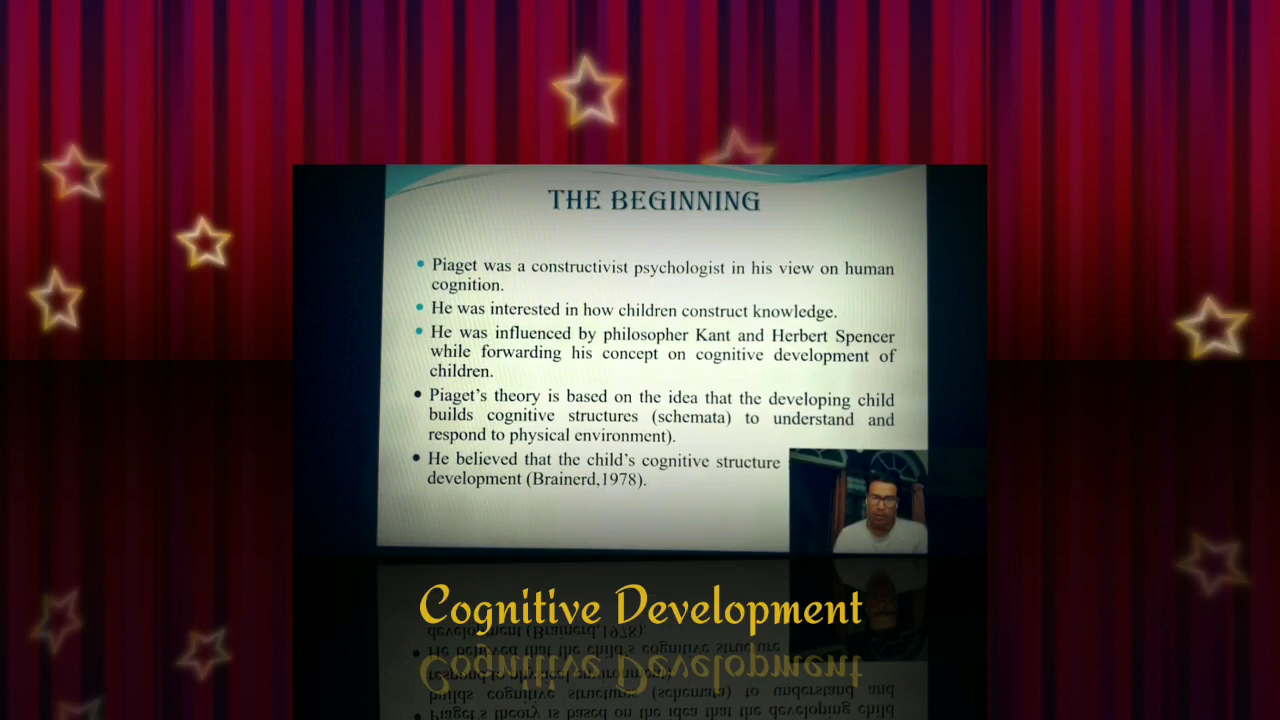 THE BEGINNING
Piaget was a constructivist psychologist in his view on human
cognition.
He was interested in how children construct knowledge.
He was influenced by philosopher Kant and Herbert Spencer
while forwarding his concept on cognitive development of
children.
Piaget's theory is based on the idea that the developing child
builds cognitive structures (schemata) to understand and
respond to physical environment).
He believed that the child's cognitive structure
development (Brainerd,1978).
Cognitive Development